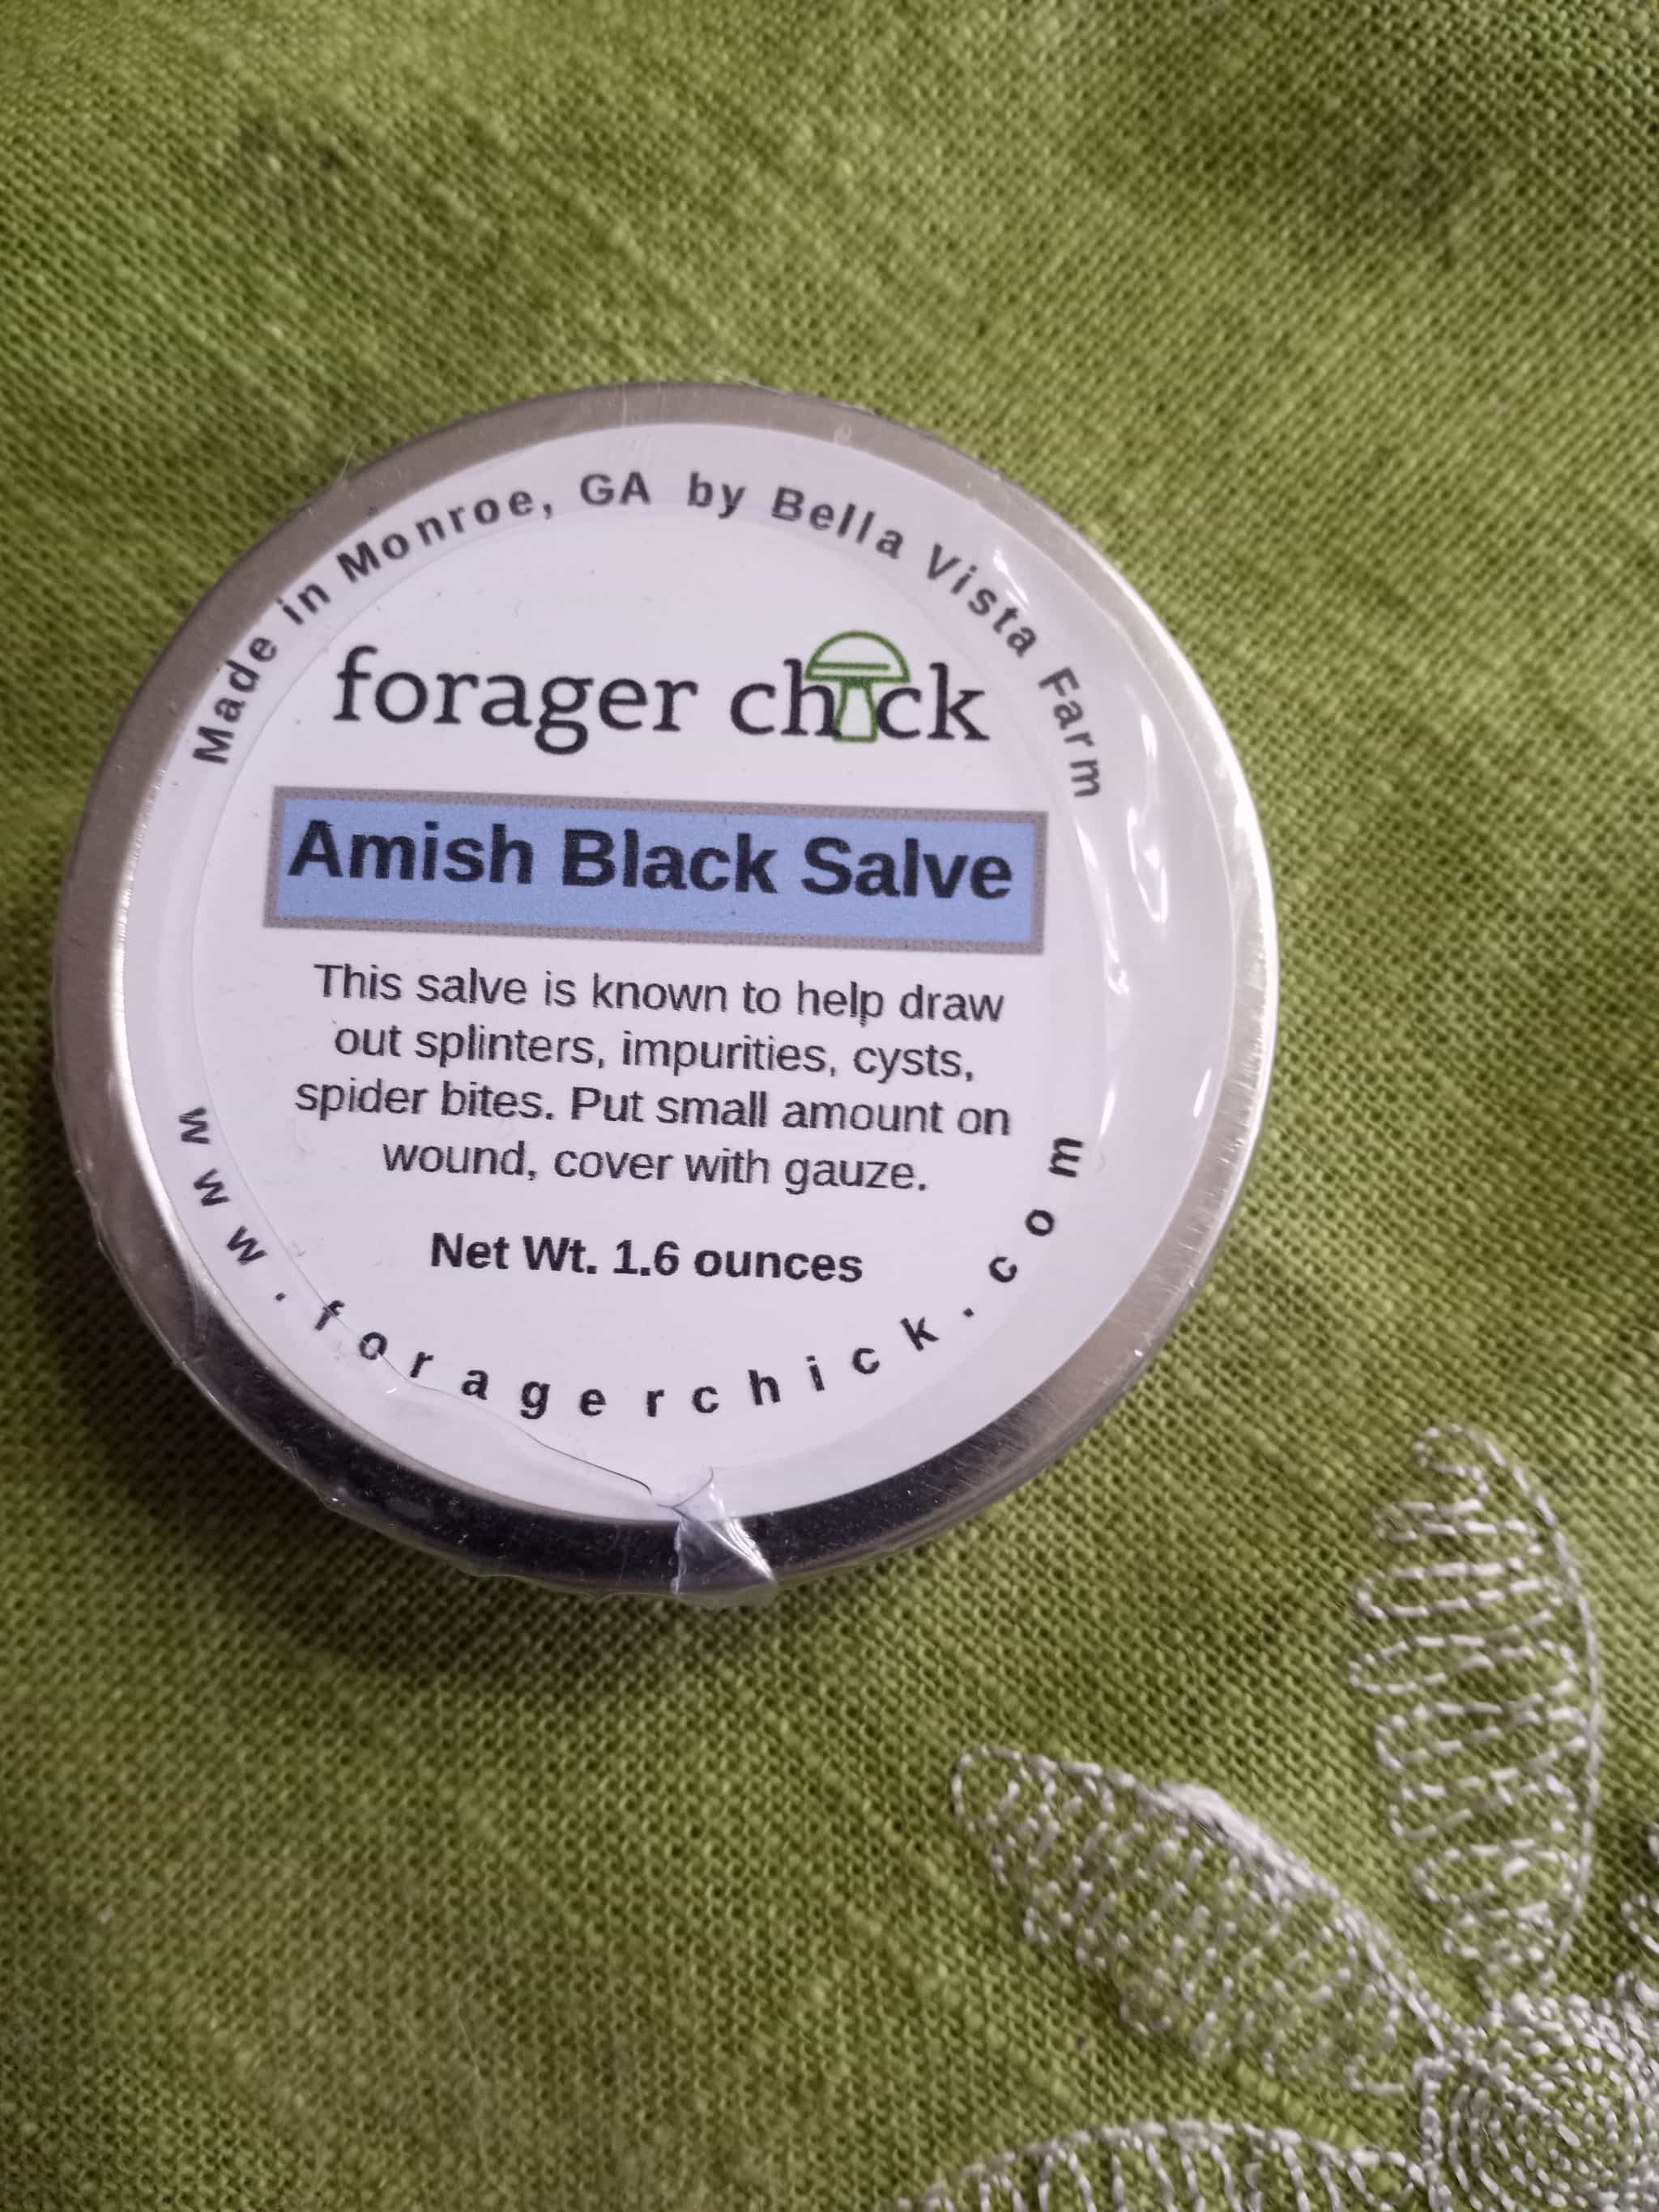 Made in Monroe, GA by Bella Vista Farm
forager chick
Amish Black Salve
This salve is known to help draw
out splinters, impurities, cysts,
spider bites. Put small amount on
wound, cover with gauze.
Net Wt. 1.6 ounces
www.foragerchick.com